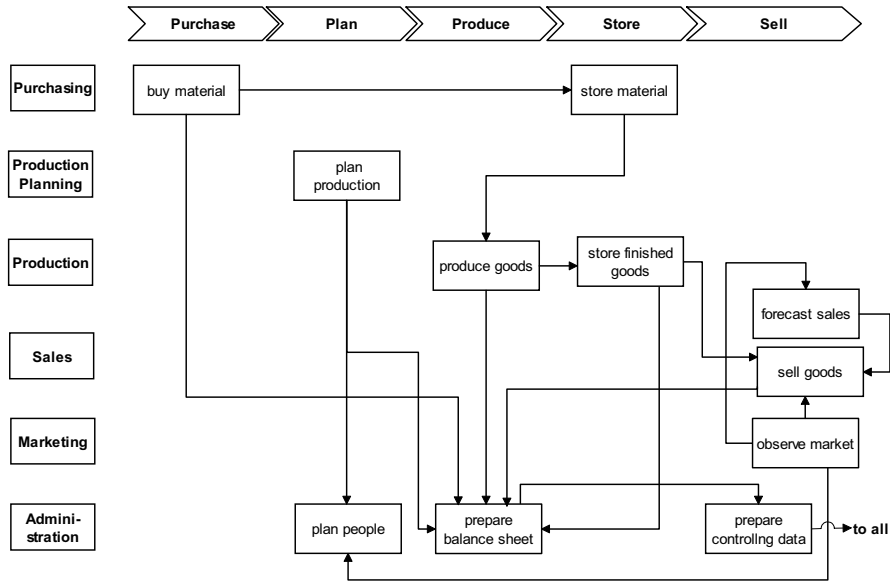 Purchase
Plan
Produce
Store
Sell
Purchasing
buy material
store material
Production
Planning
plan
production
Production
produce goods
store finished
goods
forecast sales
Sales
sell goods
Marketing
observe market
Admini-
stration
plan people
prepare
balance sheet
prepare
controllng data
to all